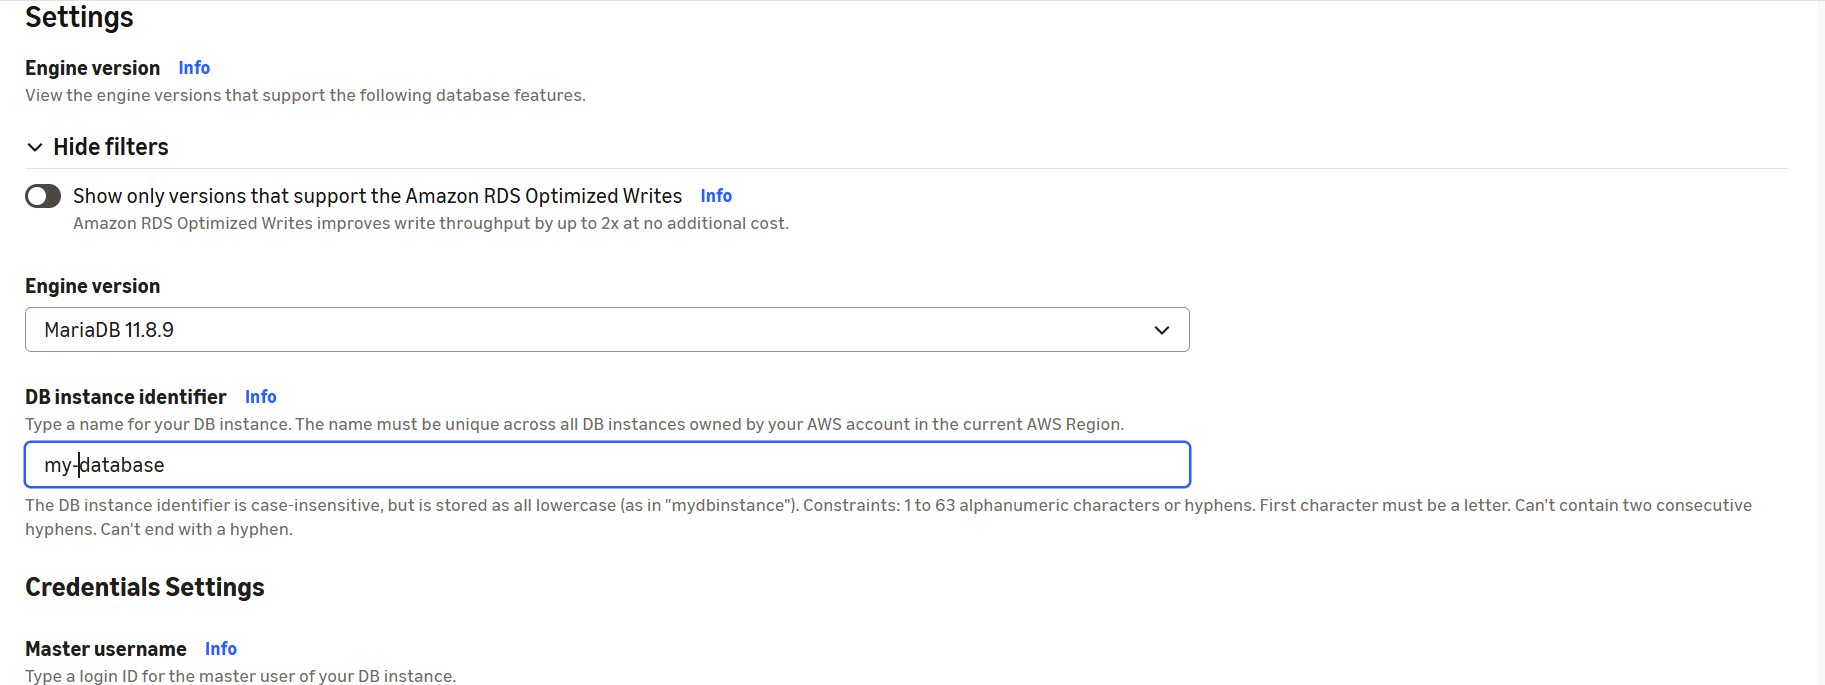 Settings
Engine version Info
View the engine versions that support the following database features.
Hide filters
Show only versions that support the Amazon RDS Optimized Writes Info
Amazon RDS Optimized Writes improves write throughput by up to 2x at no additional cost.
Engine version
MariaDB 11.8.9
DB instance identifier Info
Type a name for your DB instance. The name must be unique across all DB instances owned by your AWS account in the current AWS Region.
my-database
The DB instance identifier is case-insensitive, but is stored as all lowercase (as in "mydbinstance"). Constraints: 1 to 63 alphanumeric characters or hyphens. First character must be a letter. Can't contain two consecutive
hyphens. Can't end with a hyphen.
Credentials Settings
Master username Info
Type a login ID for the master user of your DB instance.